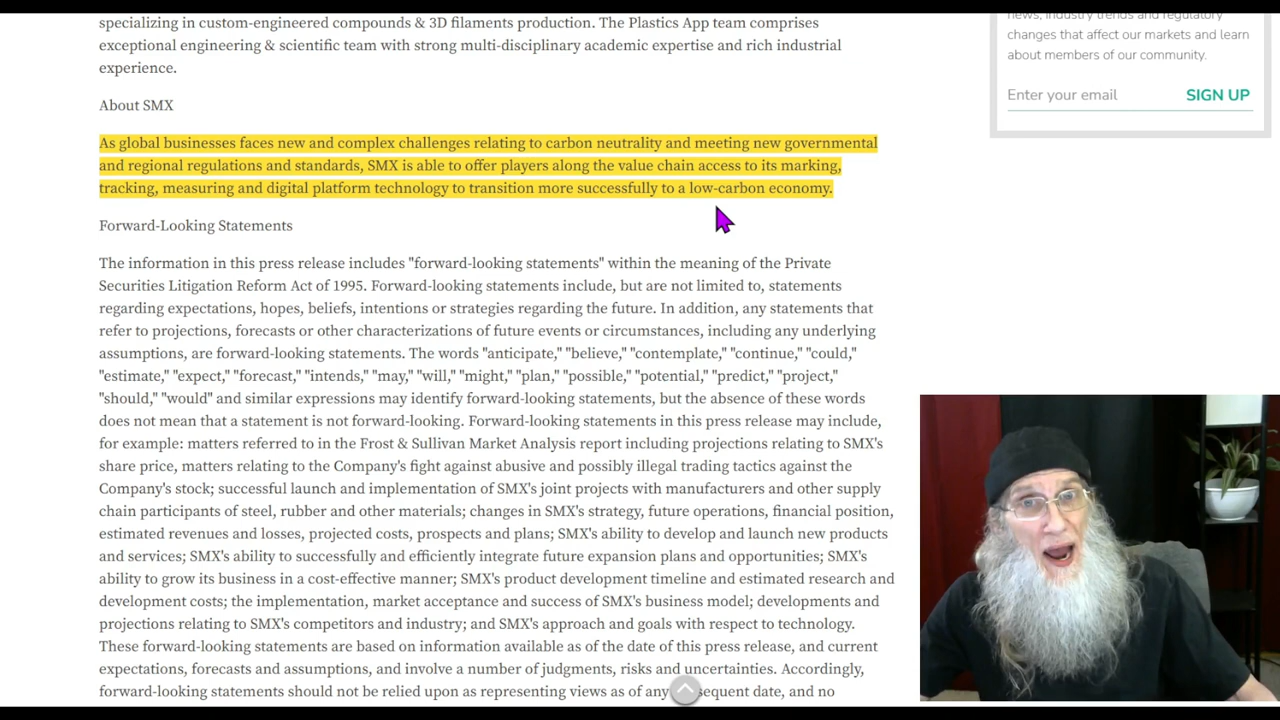 specializing in custom-engineered compounds & 3D filaments production. The Plastics App team comprises
exceptional engineering & scientific team with strong multi-disciplinary academic expertise and rich industrial
experience.
About SMX
As global businesses faces new and complex challenges relating to carbon neutrality and meeting new governmental
and regional regulations and standards, SMX is able to offer players along the value chain access to its marking,
tracking, measuring and digital platform technology to transition more successfully to a low-carbon economy.
Forward-Looking Statements
The information in this press release includes "forward-looking statements" within the meaning of the Private
Securities Litigation Reform Act of 1995. Forward-looking statements include, but are not limited to, statements
regarding expectations, hopes, beliefs, intentions or strategies regarding the future. In addition, any statements that
refer to projections, forecasts or other characterizations of future events or circumstances, including any underlying
assumptions, are forward-looking statements. The words "anticipate," "believe," "contemplate," "continue," "could,"
"estimate," "expect," "forecast," "intends," "may," "will," "might," "plan," "possible," "potential," "predict," "project,"
"should," "would" and similar expressions may identify forward-looking statements, but the absence of these words
does not mean that a statement is not forward-looking. Forward-looking statements in this press release may include,
for example: matters referred to in the Frost & Sullivan Market Analysis report including projections relating to SMX's
share price, matters relating to the Company's fight against abusive and possibly illegal trading tactics against the
Company's stock; successful launch and implementation of SMX's joint projects with manufacturers and other supply
chain participants of steel, rubber and other materials; changes in SMX's strategy, future operations, financial position,
estimated revenues and losses, projected costs, prospects and plans; SMX's ability to develop and launch new products
and services; SMX's ability to successfully and efficiently integrate future expansion plans and opportunities; SMX's
ability to grow its business in a cost-effective manner; SMX's product development timeline and estimated research and
development costs; the implementation, market acceptance and success of SMX's business model; developments and
projections relating to SMX's competitors and industry; and SMX's approach and goals with respect to technology.
These forward-looking statements are based on information available as of the date of this press release, and current
expectations, forecasts and assumptions, and involve a number of judgments, risks and uncertainties. Accordingly,
forward-looking statements should not be relied upon as representing views as of any sequent date, and no
news, industry trends and regulatory
changes that affect our markets and learn
about members of our community.
Enter your email SIGN UP